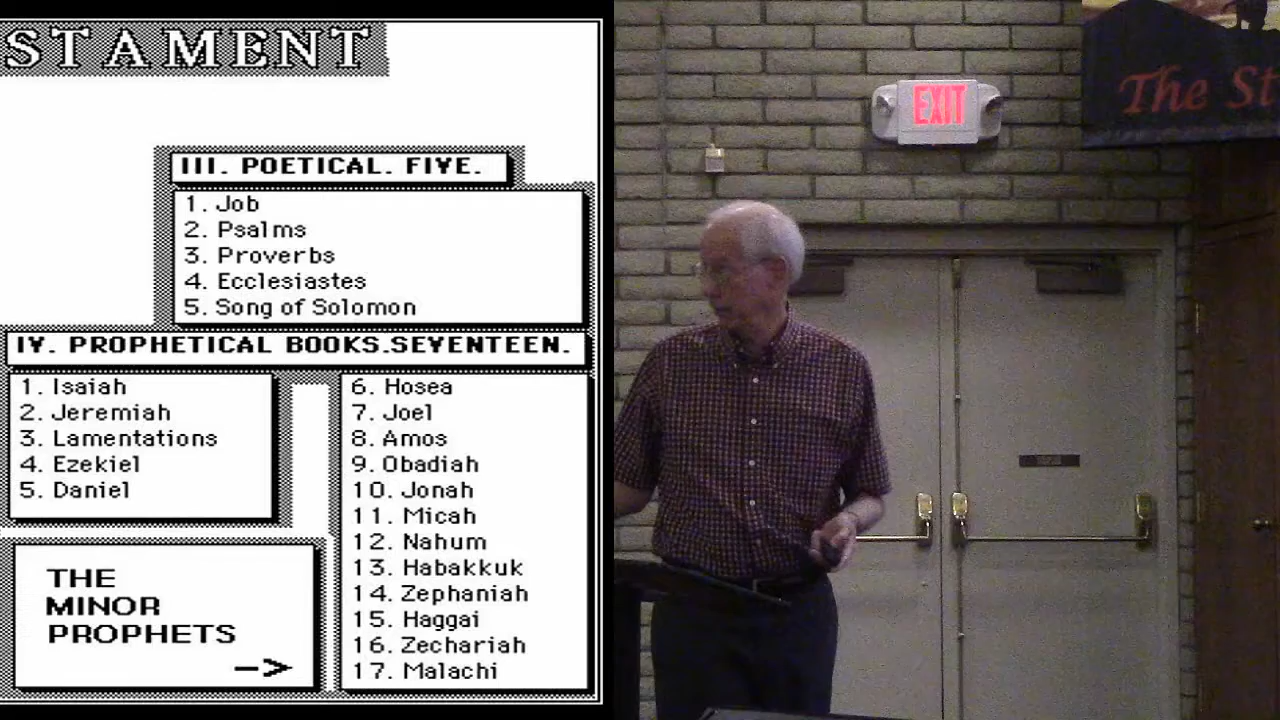 STAMENT
III. POETICAL. FIVE.
1. Job
2. Psalms
3. Proverbs
4. Ecclesiastes
5. Song of Solomon
IV. PROPHETICAL BOOKS.SEVENTEEN.
1. Isaiah
2. Jeremiah
3. Lamentations
4. Ezekiel
5. Daniel
6. Hosea
7. Joel
8. Amos
9. Obadiah
10. Jonah
11. Micah
12. Nahum
13. Habakkuk
14. Zephaniah
15. Haggai
16. Zechariah
17. Malachi
THE
MINOR
PROPHETS
->
EXIT
The St